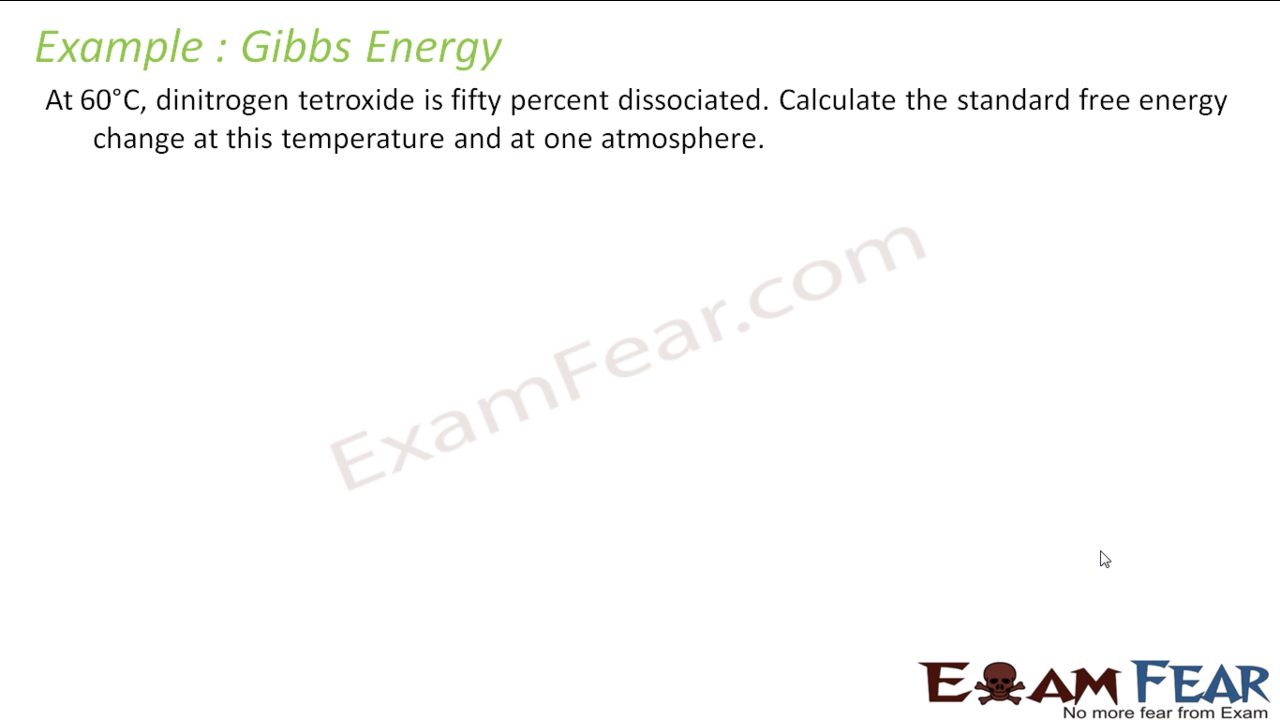 Example : Gibbs Energy
At 60°C, dinitrogen tetroxide is fifty percent dissociated. Calculate the standard free energy
change at this temperature and at one atmosphere.
ExamFear.com
EXAM FEAR
No more fear from Exam